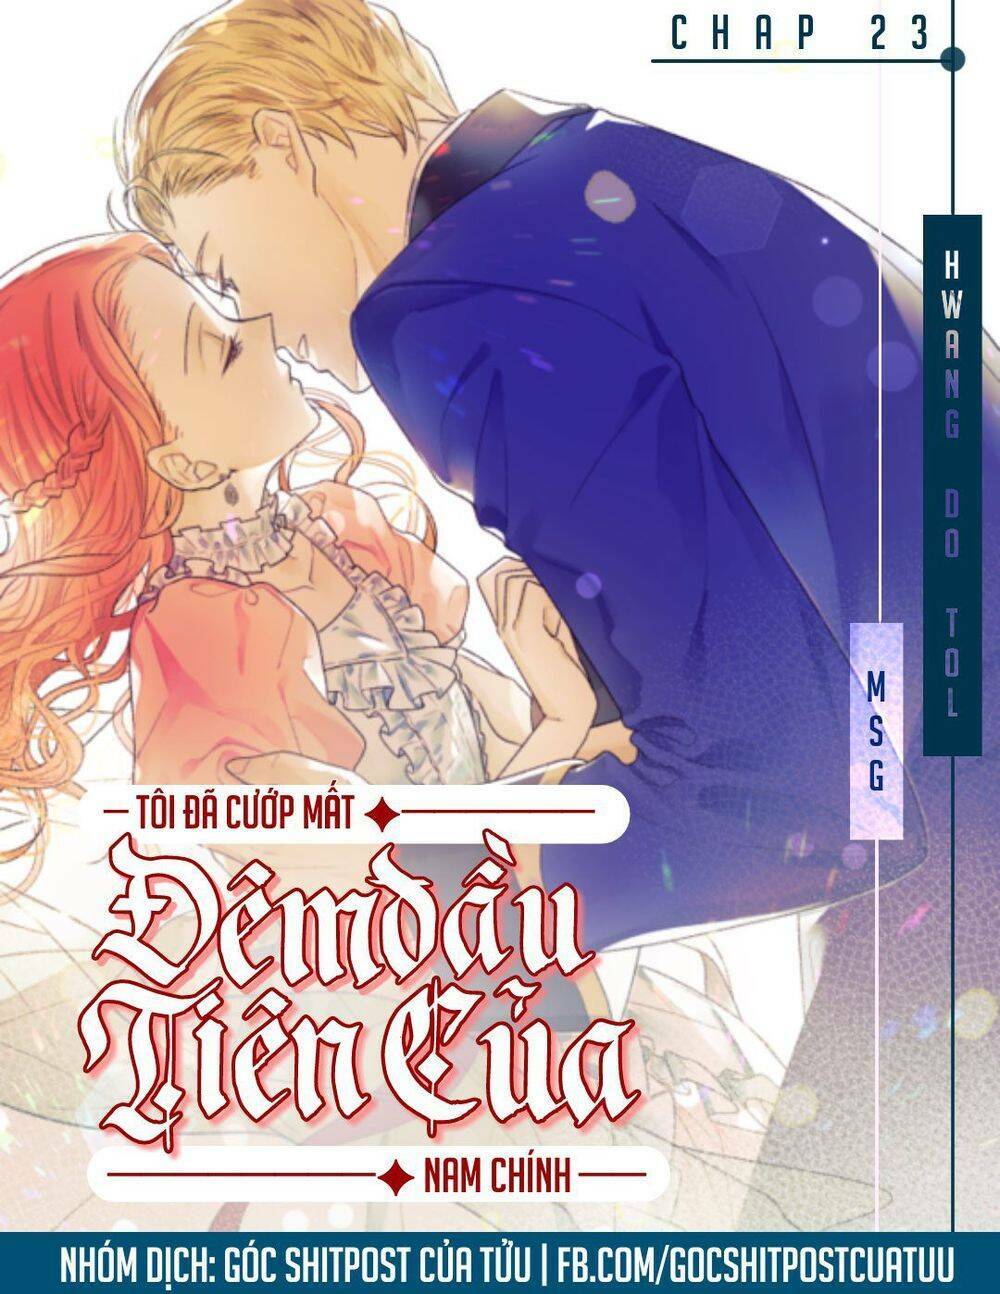 CHAP 23
HWANG DO TOL
MSG
TÔI ĐÃ CƯỚP MẤT
Đêm đầu
Tiên Của
NAM CHÍNH
NHÓM DỊCH: GÓC SHITPOST CỦA TỬU | FB.COM/GOCSHITPOSTCUATUU